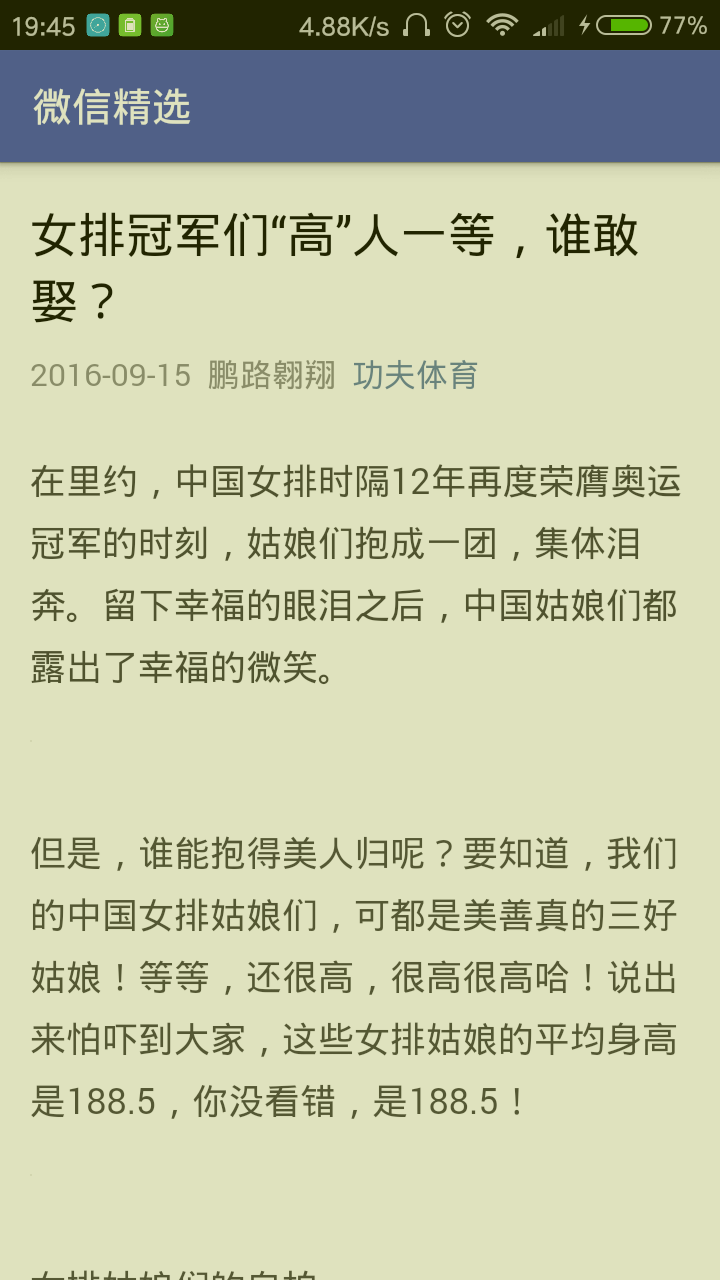 19:45 4.88K/s 77%
微信精选
女排冠军们“高”人一等，谁敢
娶？
2016-09-15 鹏路翱翔 功夫体育
在里约，中国女排时隔12年再度荣膺奥运
冠军的时刻，姑娘们抱成一团，集体泪
奔。留下幸福的眼泪之后，中国姑娘们都
露出了幸福的微笑。
但是，谁能抱得美人归呢？要知道，我们
的中国女排姑娘们，可都是美善真的三好
姑娘！等等，还很高，很高很高哈！说出
来怕吓到大家，这些女排姑娘的平均身高
是188.5，你没看错，是188.5！
女排姑娘们的自拍